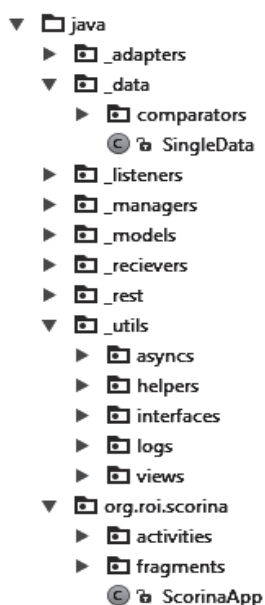 java
_adapters
_data
comparators
C SingleData
_listeners
_managers
_models
_recievers
_rest
_utils
asyncs
helpers
interfaces
logs
views
org.roi.scorina
activities
fragments
C ScorinaApp